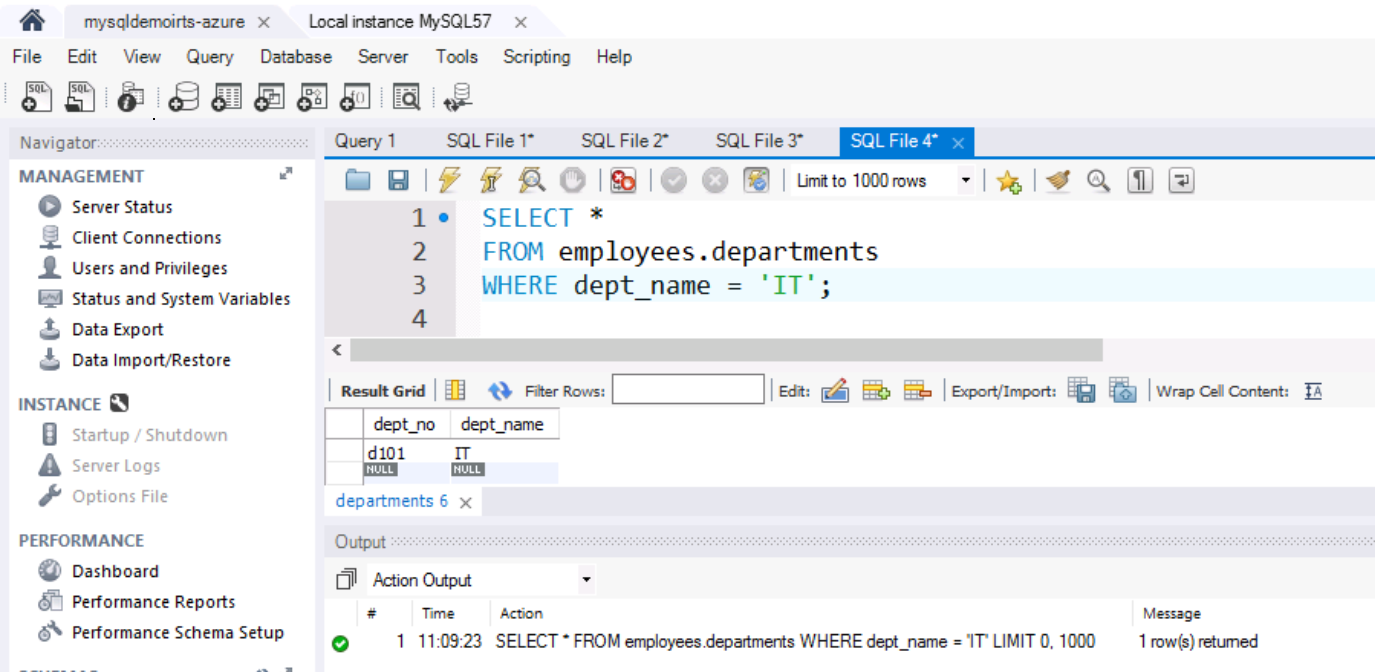 mysqldemoirts-azure × Local instance MySQL57 ×
File Edit View Query Database Server Tools Scripting Help
Navigator
MANAGEMENT
Server Status
Client Connections
Users and Privileges
Status and System Variables
Data Export
Data Import/Restore
INSTANCE
Startup / Shutdown
Server Logs
Options File
PERFORMANCE
Dashboard
Performance Reports
Performance Schema Setup
Query 1 SQL File 1* SQL File 2* SQL File 3* SQL File 4* ×
Limit to 1000 rows
1 SELECT *
2 FROM employees.departments
3 WHERE dept_name = 'IT';
4
Result Grid Filter Rows: Edit: Export/Import: Wrap Cell Content: IA
dept_no dept_name
d101 IT
NULL NULL
departments 6 ×
Output
Action Output
# Time Action Message
1 11:09:23 SELECT * FROM employees.departments WHERE dept_name = 'IT' LIMIT 0, 1000 1 row(s) returned